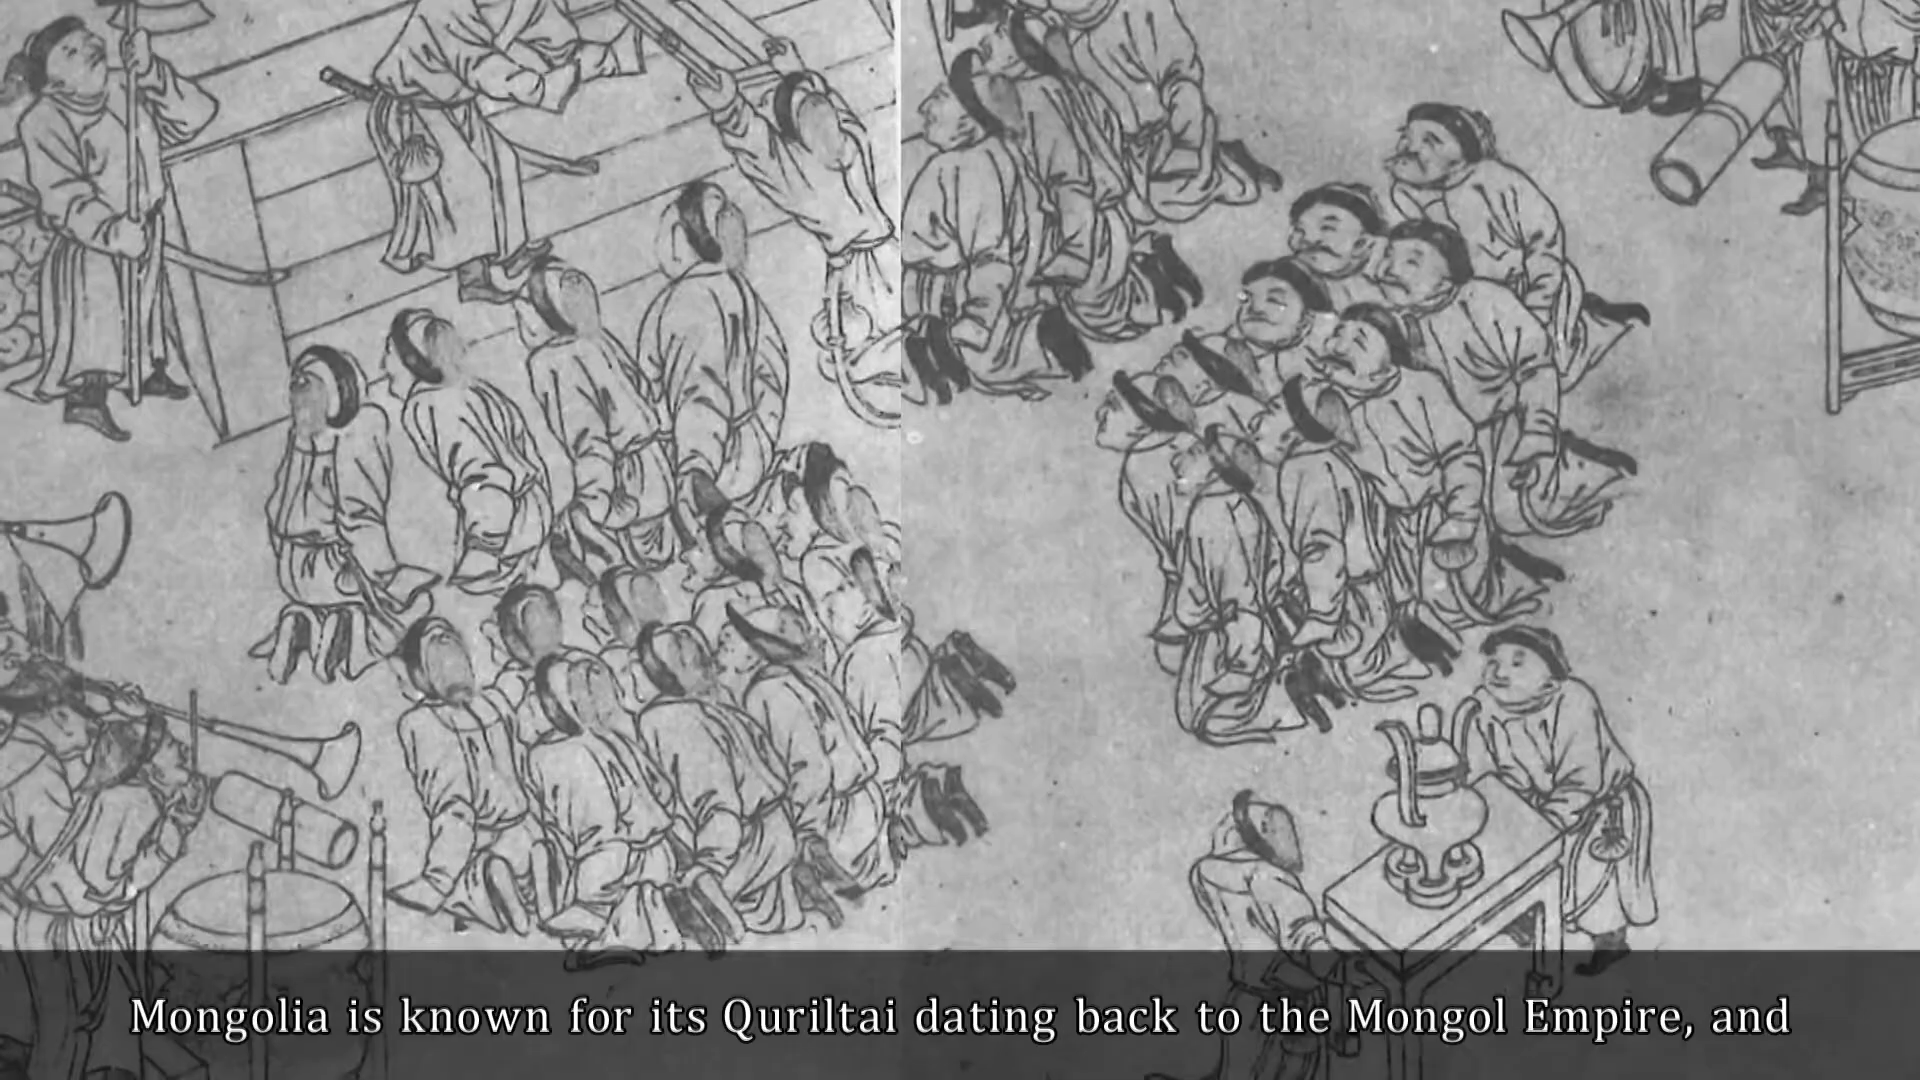 Mongolia is known for its Quriltai dating back to the Mongol Empire, and